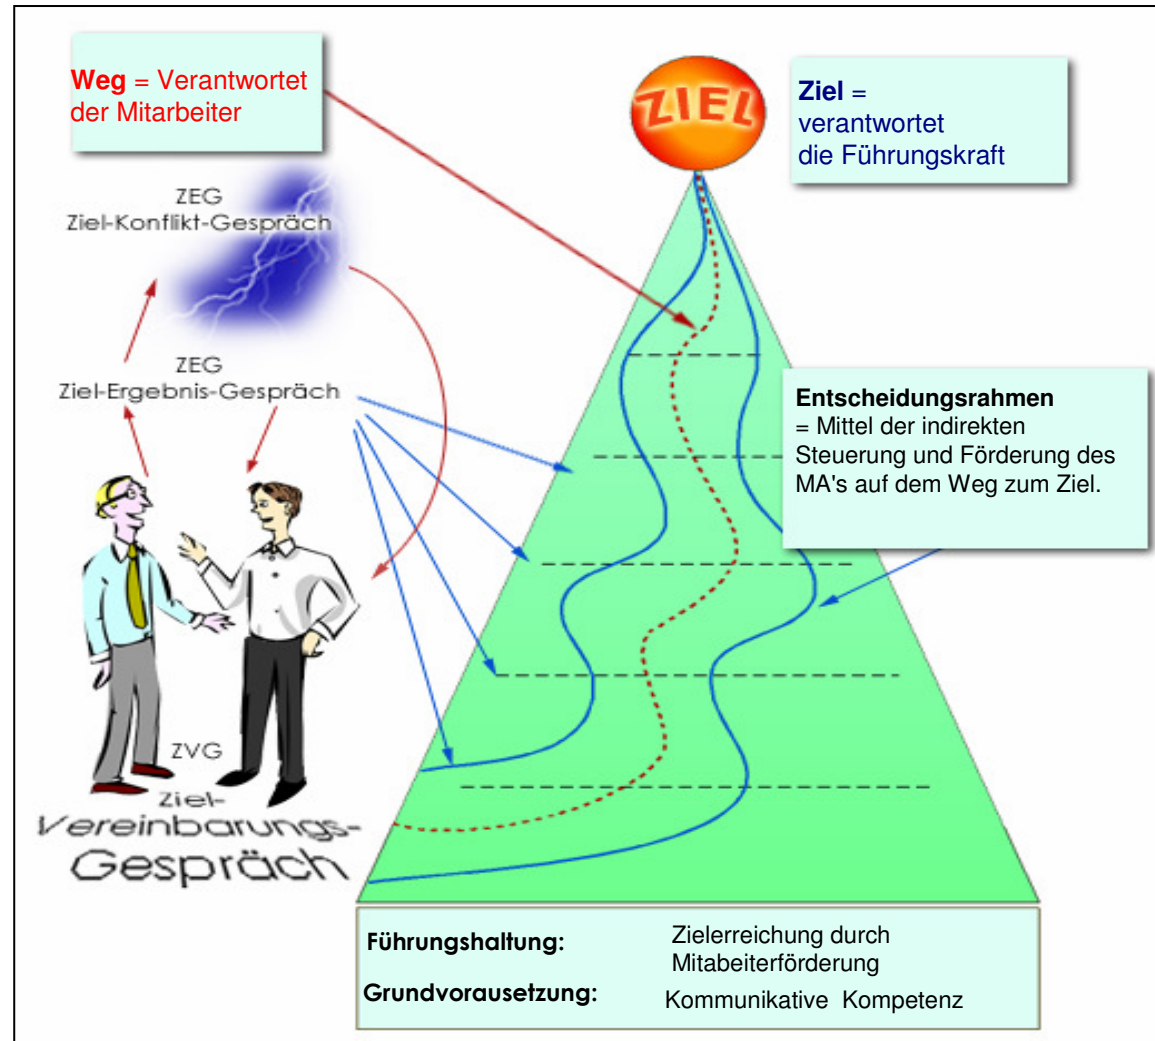 Weg = Verantwortet
der Mitarbeiter
ZIEL
Ziel =
verantwortet
die Führungskraft
ZEG
Ziel-Konflikt-Gespräch
ZEG
Ziel-Ergebnis-Gespräch
Entscheidungsrahmen
= Mittel der indirekten
Steuerung und Förderung des
MA's auf dem Weg zum Ziel.
ZVG
Ziel-
Vereinbarungs-
Gespräch
Führungshaltung:
Zielerreichung durch
Mitabeiterförderung
Grundvorausetzung:
Kommunikative Kompetenz